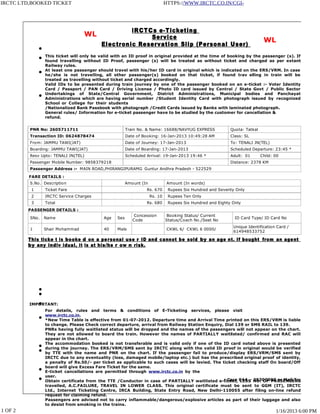 IRCTC LTD,BOOKED TICKET
HTTPS://WWW.IRCTC.CO.IN/CGI-
WL
IRCTCs e-Ticketing
Service
Electronic Reservation Slip (Personal User)
WL
This ticket will only be valid with an ID proof in original provided at the time of booking by the passenger (s). If
found travelling without ID Proof, passenger (s) will be treated as without ticket and charged as per extant
Railway rules.
At least one passenger should travel with his/her ID card in original which is indicated on the ERS/VRM. In case
he/she is not travelling, all other passenger(s) booked on that ticket, if found trav elling in train will be
treated as travelling without ticket and charged accordingly.
Valid IDs to be presented during train journey by one of the passenger booked on an e-ticket :- Voter Identity
Card / Passport / PAN Card / Driving License / Photo ID card issued by Central / State Govt / Public Sector
Undertakings of State/Central Government, District Administrations, Municipal bodies and Panchayat
Administrations which are having serial number /Student Identity Card with photograph issued by recognized
School or College for their students
/Nationalized Bank Passbook with photograph /Credit Cards issued by Banks with laminated photograph.
General rules/ Information for e-ticket passenger have to be studied by the customer for cancellation &
refund.
PNR No: 2605711711
Train No. & Name: 16688/NAVYUG EXPRESS
Quota: Tatkal
Transaction ID: 0624878474
Date of Booking: 16-Jan-2013 10:49:28 AM
Class: SL
From: JAMMU TAWI(JAT)
Date of Journey: 17-Jan-2013
To: TENALI JN(TEL)
Boarding: JAMMU TAWI(JAT)
Date of Boarding: 17-Jan-2013
Scheduled Departure: 23:45 *
Resv Upto: TENALI JN(TEL)
Scheduled Arrival: 19-Jan-2013 19:46 *
Adult: 01 Child: 00
Passenger Mobile Number: 9858379218
Distance: 2378 KM
Passenger Address :- MAIN ROAD,PHIRANGIPURAMG Guntur Andhra Pradesh - 522529
FARE DETAILS :
S.No. Description Amount (In Amount (In words)
1 Ticket Fare Rs. 670 Rupees Six Hundred and Seventy Only
2 IRCTC Service Charges Rs. 10 Rupees Ten Only
3 Total Rs. 680 Rupees Six Hundred and Eighty Only
PASSENGER DETAILS :
SNo. Name Age Sex Concession Code Booking Status/ Current Status/Coach No./Seat No ID Card Type/ ID Card No
1 Shair Mohammad 40 Male CKWL 6/ CKWL 6 0000/ Unique Identification Card / 614940533752
This ticke t is booke d on a personal use r ID and cannot be sold by an age nt. If bought from an agent
by any indiv idual, it is at his/he r ow n risk.
IMPORTANT:
For details, rules and terms & conditions of E-Ticketing services, please visit
www.irctc.co.in.
*New Time Table is effective from 01-07-2012. Departure time and Arrival Time printed on this ERS/VRM is liable
to change. Please Check correct departure, arrival from Railway Station Enquiry, Dial 139 or SMS RAIL to 139.
PNRs having fully waitlisted status will be dropped and the names of the passengers will not appear on the chart.
They are not allowed to board the train. However the names of PARTIALLY waitlisted/ confirmed and RAC will
appear in the chart.
The accommodation booked is not transferable and is valid only if one of the ID card noted above is presented
during the journey. The ERS/VRM/SMS sent by IRCTC along with the valid ID proof in original would be verified
by TTE with the name and PNR on the chart. If the passenger fail to produce/display ERS/VRM/SMS sent by
IRCTC due to any eventuality (loss, damaged mobile/laptop etc.) but has the prescribed original proof of identity,
a penalty of Rs.50/- per ticket as applicable to such cases will be levied. The ticket checking staff On board/Off
board will give Excess Fare Ticket for the same.
E-ticket cancellations are permitted through www.irctc.co.in by the
user.
travelled, A.C.FAILURE, TRAVEL IN LOWER CLASS. This original certificate must be sent to GGM (IT), IRCTC
Ltd., Internet Ticketing Centre, IRCA Building, State Entry Road, New Delhi-110055 after filing on-line refund
request for claiming refund.
Passengers are advised not to carry inflammable/dangerous/explosive articles as part of their luggage and also
to desist from smoking in the trains.
1 OF 2
1/16/2013 6:00 PM